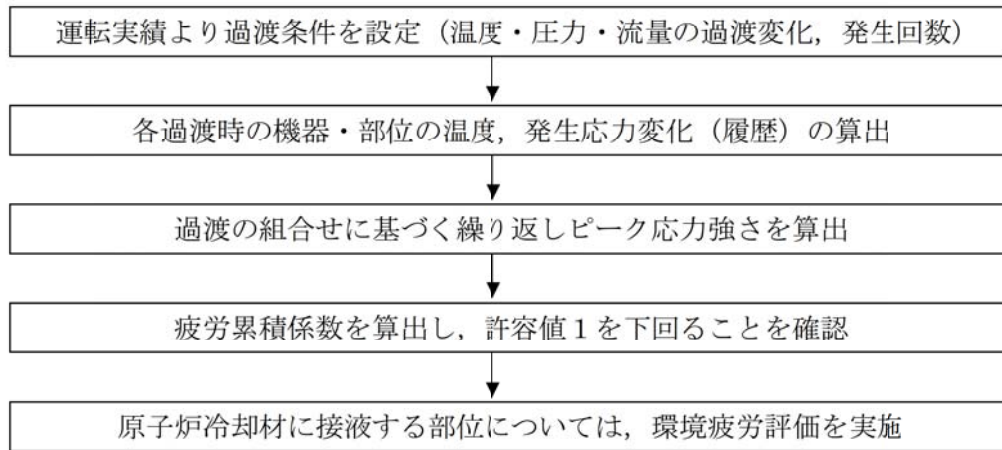 運転実績より過渡条件を設定（温度・圧力・流量の過渡変化，発生回数）
各過渡時の機器・部位の温度，発生応力変化（履歴）の算出
過渡の組合せに基づく繰り返しピーク応力強さを算出
疲労累積係数を算出し，許容値１を下回ることを確認
原子炉冷却材に接液する部位については，環境疲労評価を実施